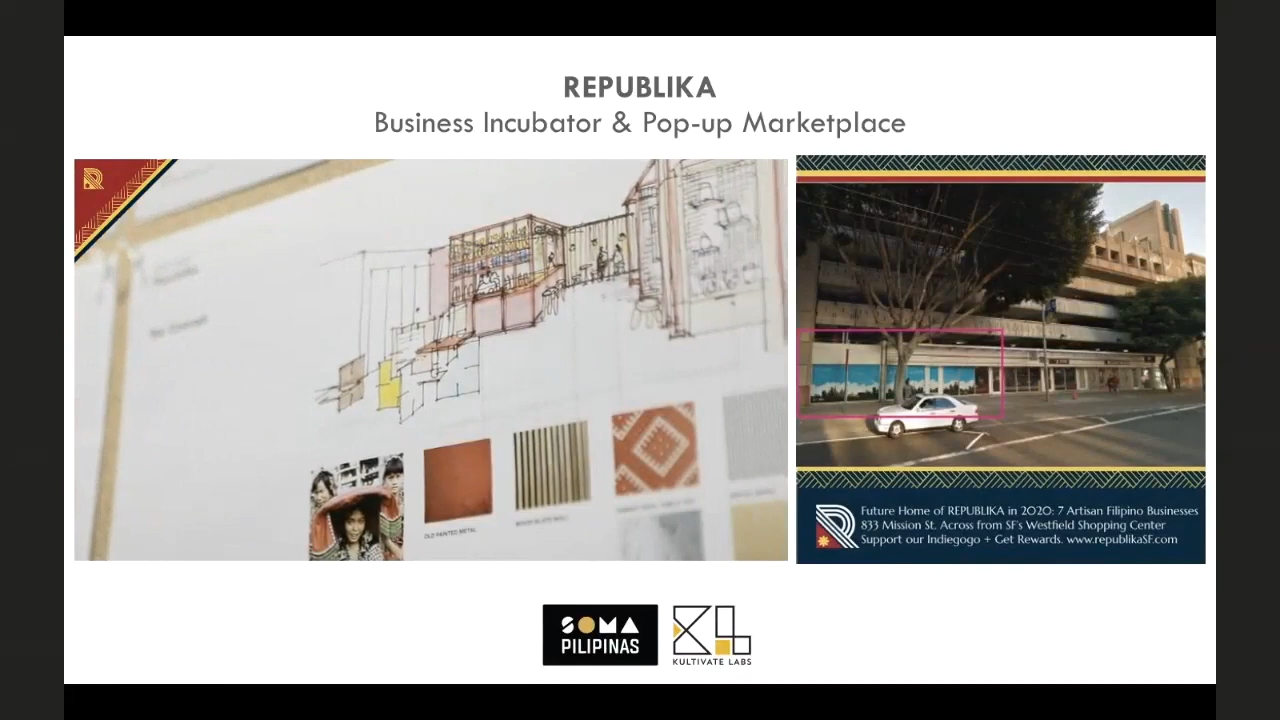 REPUBLIKA
Business Incubator & Pop-up Marketplace
OLD PAINTED METAL
Future Home of REPUBLIKA in 2020: 7 Artisan Filipino Businesses
833 Mission St. Across from SF's Westfield Shopping Center
Support our Indiegogo + Get Rewards. www.republikaSF.com
SOMA
PILIPINAS
KULTIVATE LABS